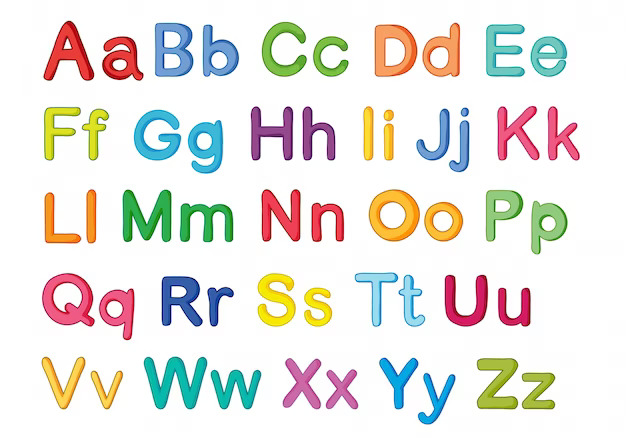 Aa Bb Cc Dd Ee
Ff Gg Hh Ii Jj Kk
Ll Mm Nn Oo Pp
Qq Rr Ss Tt Uu
Vv Ww Xx Yy Zz